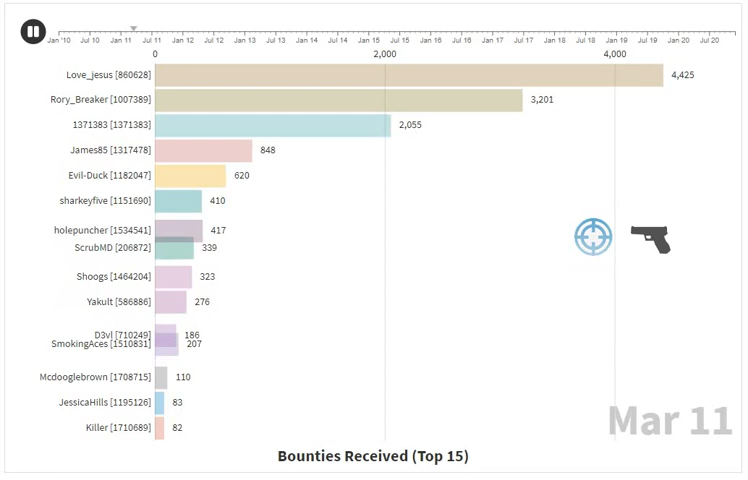 Jan '10 Jul '10 Jan '11 Jul '11 Jan '12 Jul '12 Jan '13 Jul '13 Jan '14 Jul '14 Jan '15 Jul '15 Jan '16 Jul '16 Jan '17 Jul '17 Jan '18 Jul '18 Jan '19 Jul '19 Jan '20 Jul '20
0 2,000 4,000
Love_jesus [860628] 4,425
Rory_Breaker [1007389] 3,201
1371383 [1371383] 2,055
James85 [1317478] 848
Evil-Duck [1182047] 620
sharkeyfive [1151690] 410
holepuncher [1534541] 417
ScrubMD [206872] 339
Shoogs [1464204] 323
Yakult [586886] 276
D3vl [710249] 186
SmokingAces [1510831] 207
Mcdooglebrown [1708715] 110
JessicaHills [1195126] 83
Killer [1710689] 82
Mar 11
Bounties Received (Top 15)